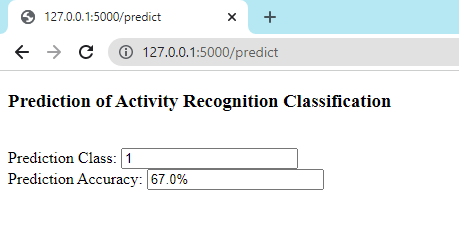 127.0.0.1:5000/predict
127.0.0.1:5000/predict
Prediction of Activity Recognition Classification
Prediction Class: 1
Prediction Accuracy: 67.0%